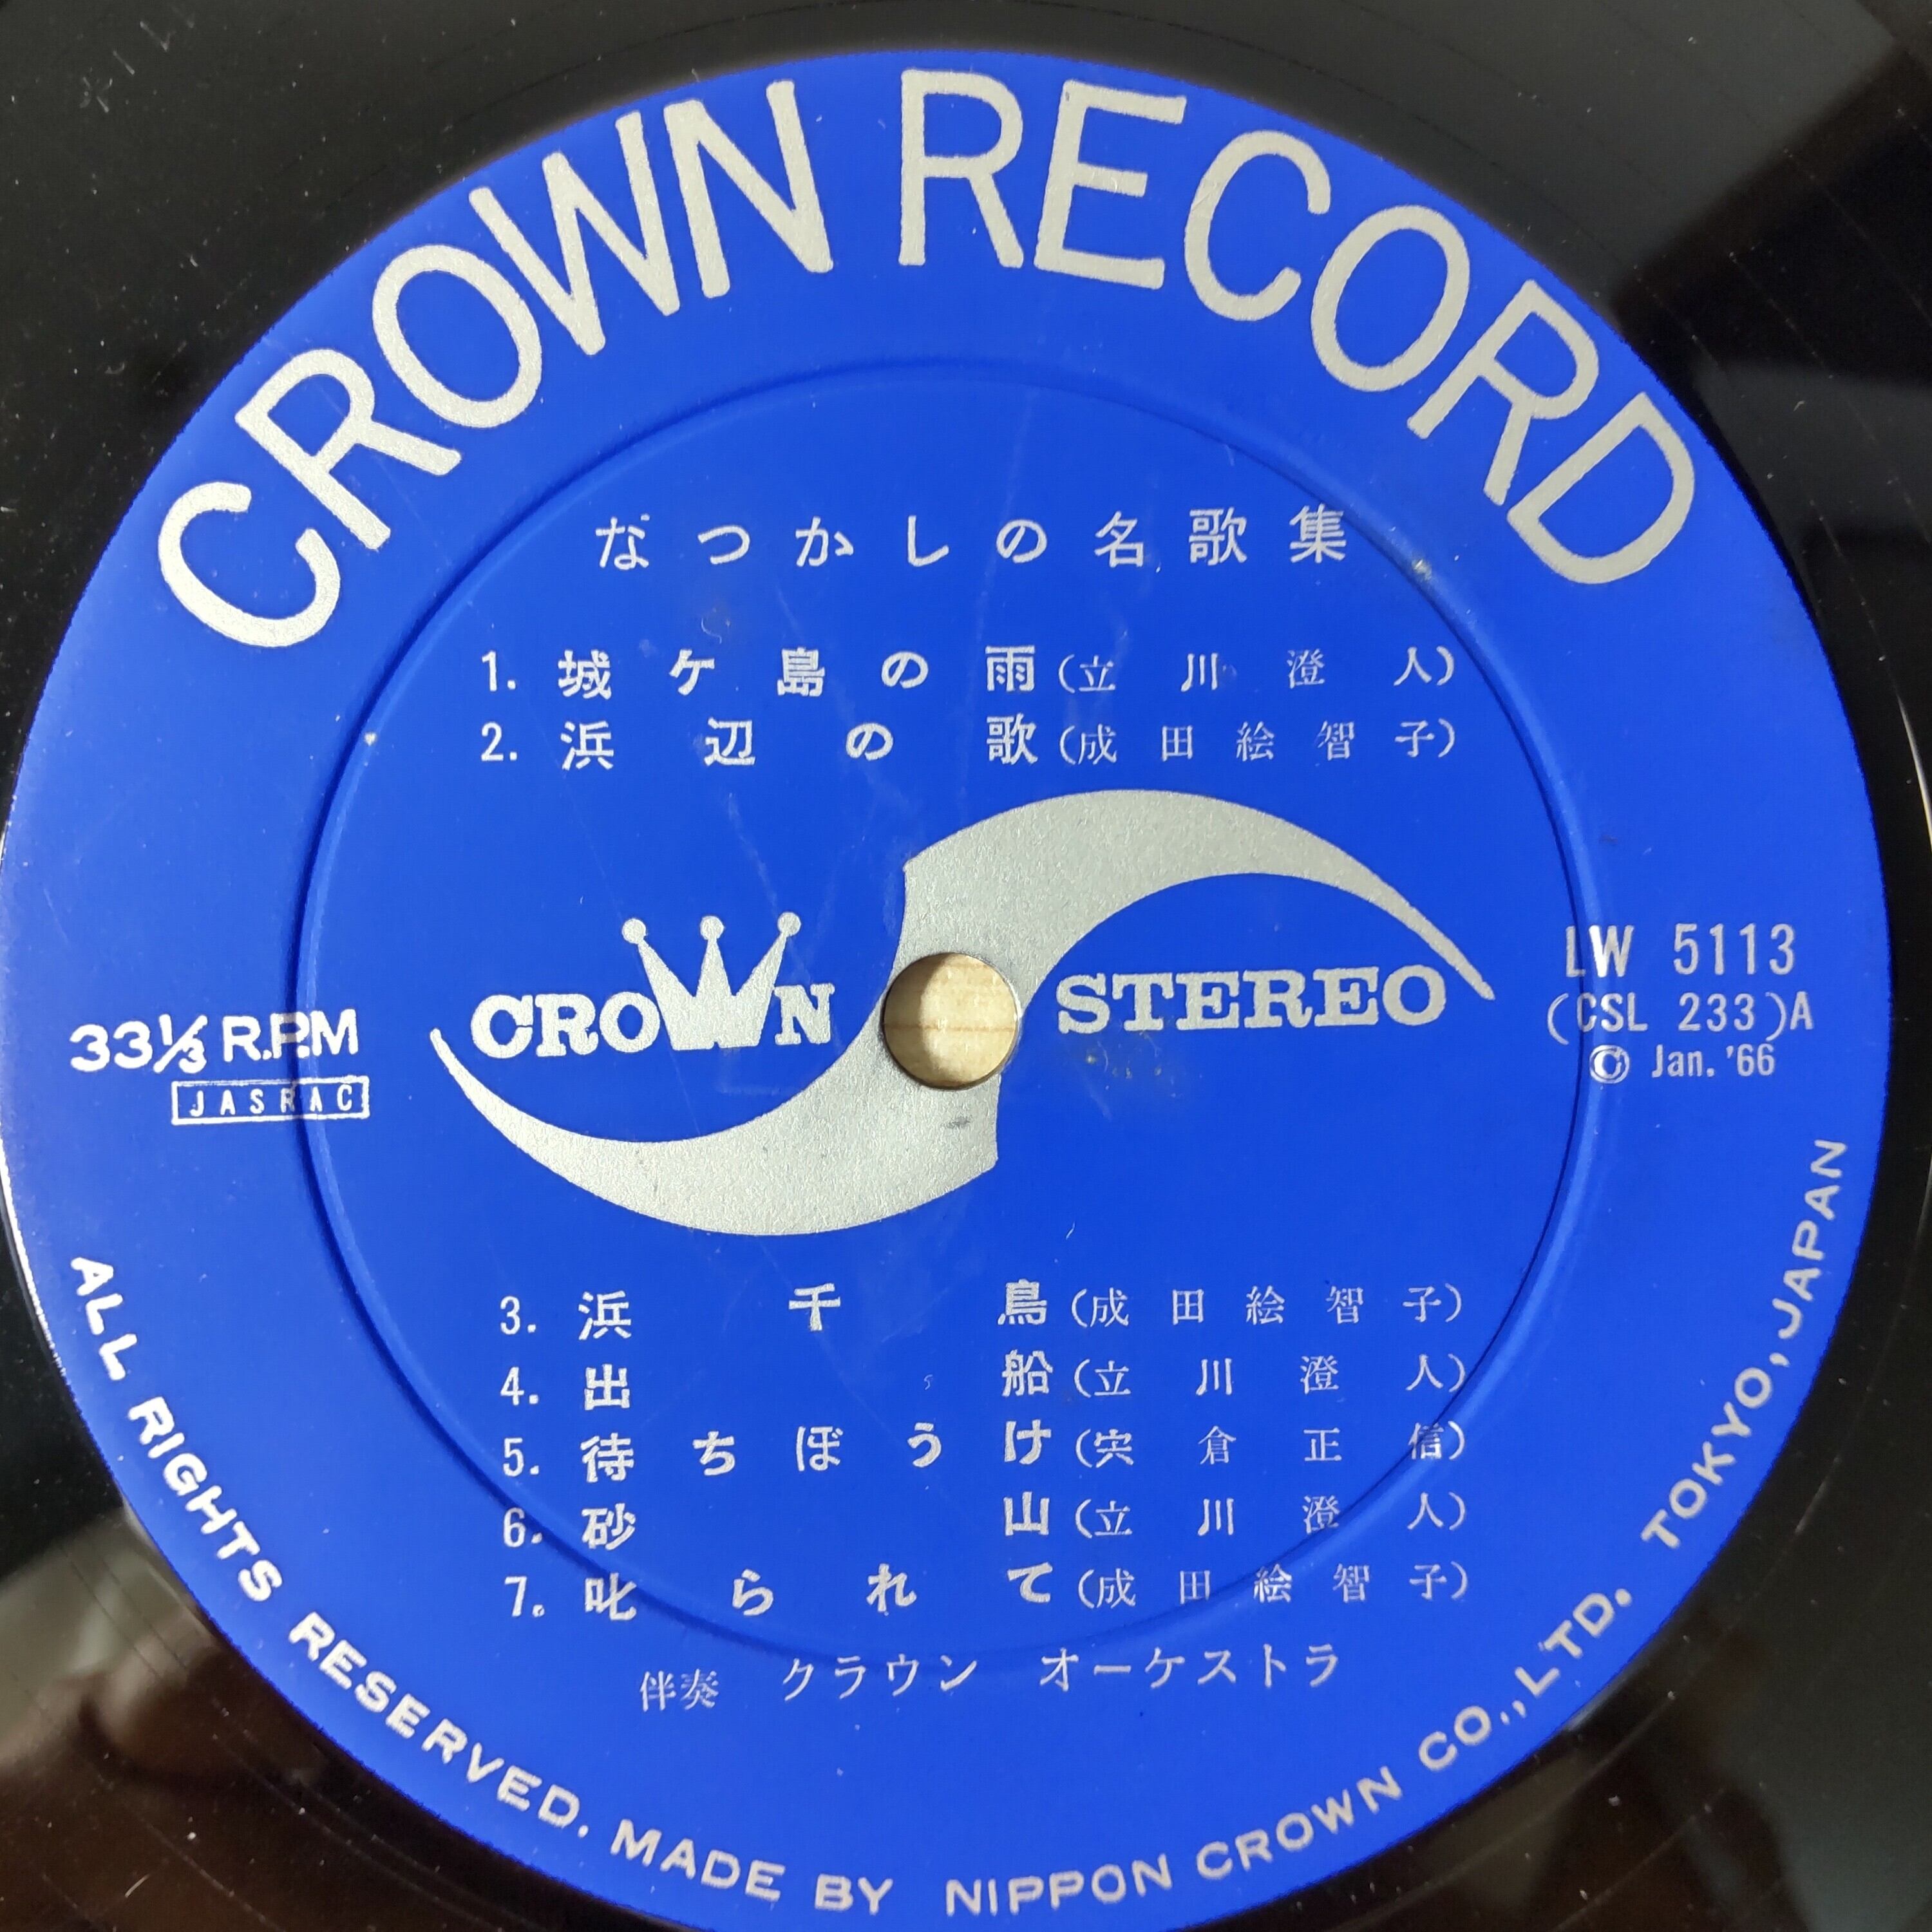 CROWN RECORD
なつかしの名歌集
1. 城ケ島の雨(立川澄人)
2. 浜辺の歌(成田絵智子)
CROWN STEREO
33⅓ R.P.M
JASRAC
LW 5113
(CSL 233)A
© Jan. '66
3. 浜千鳥(成田絵智子)
4. 出船(立川澄人)
5. 待ちぼうけ(宍倉正信)
6. 砂山(立川澄人)
7. 叱られて(成田絵智子)
伴奏 クラウン オーケストラ
ALL RIGHTS RESERVED. MADE BY NIPPON CROWN CO.,LTD. TOKYO, JAPAN